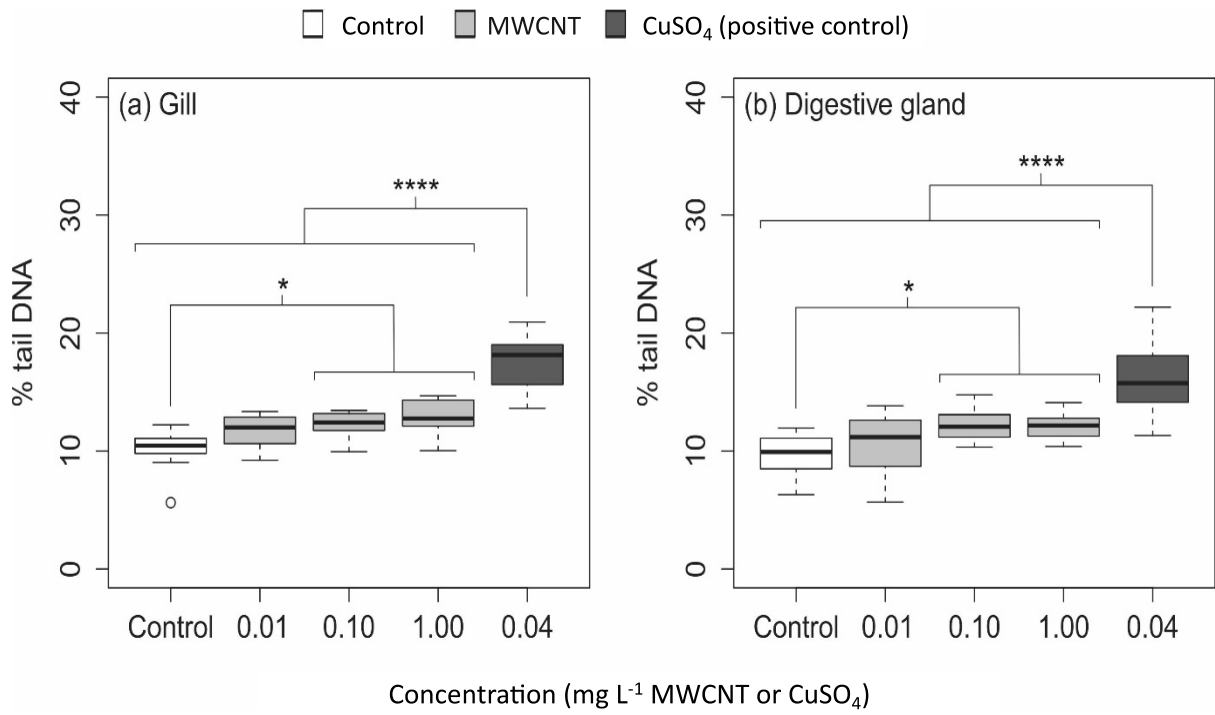 Control MWCNT CuSO₄ (positive control)
(a) Gill
40
30
20
10
0
% tail DNA
****
*
Control 0.01 0.10 1.00 0.04
(b) Digestive gland
40
30
20
10
0
% tail DNA
****
*
Control 0.01 0.10 1.00 0.04
Concentration (mg L⁻¹ MWCNT or CuSO₄)